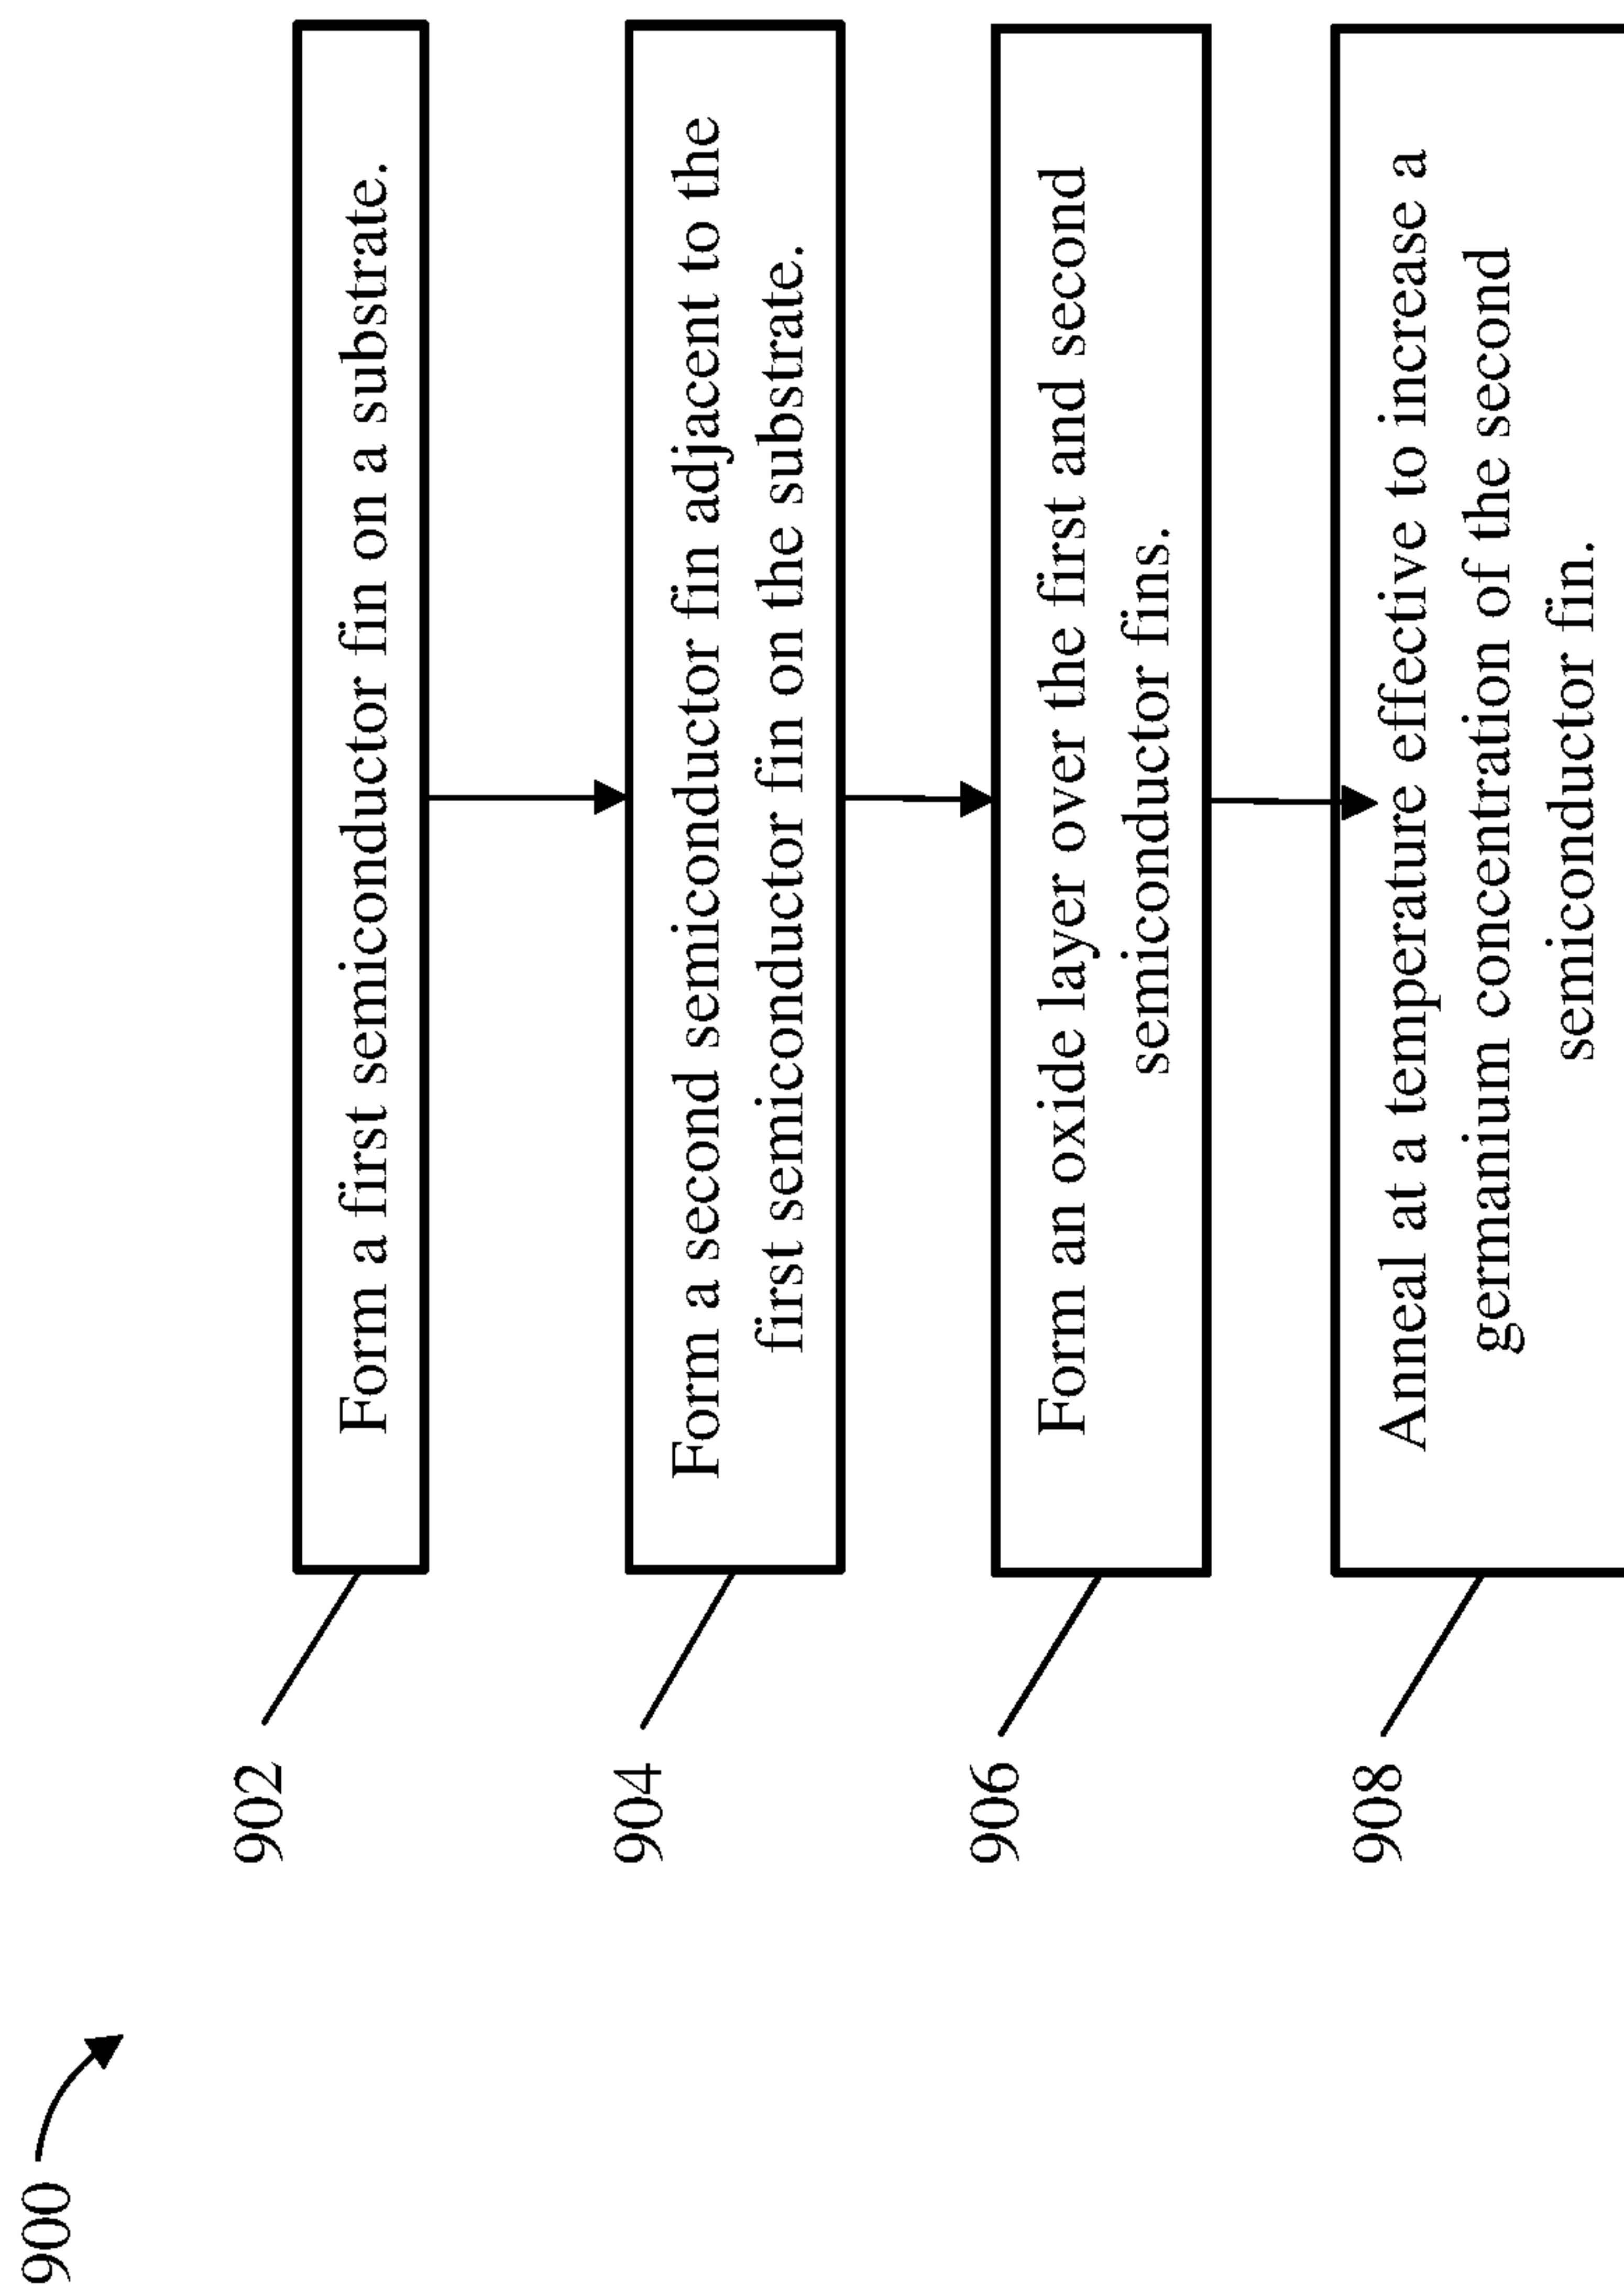 900
902
Form a first semiconductor fin on a substrate.
904
Form a second semiconductor fin adjacent to the
first semiconductor fin on the substrate.
906
Form an oxide layer over the first and second
semiconductor fins.
908
Anneal at a temperature effective to increase a
germanium concentration of the second
semiconductor fin.